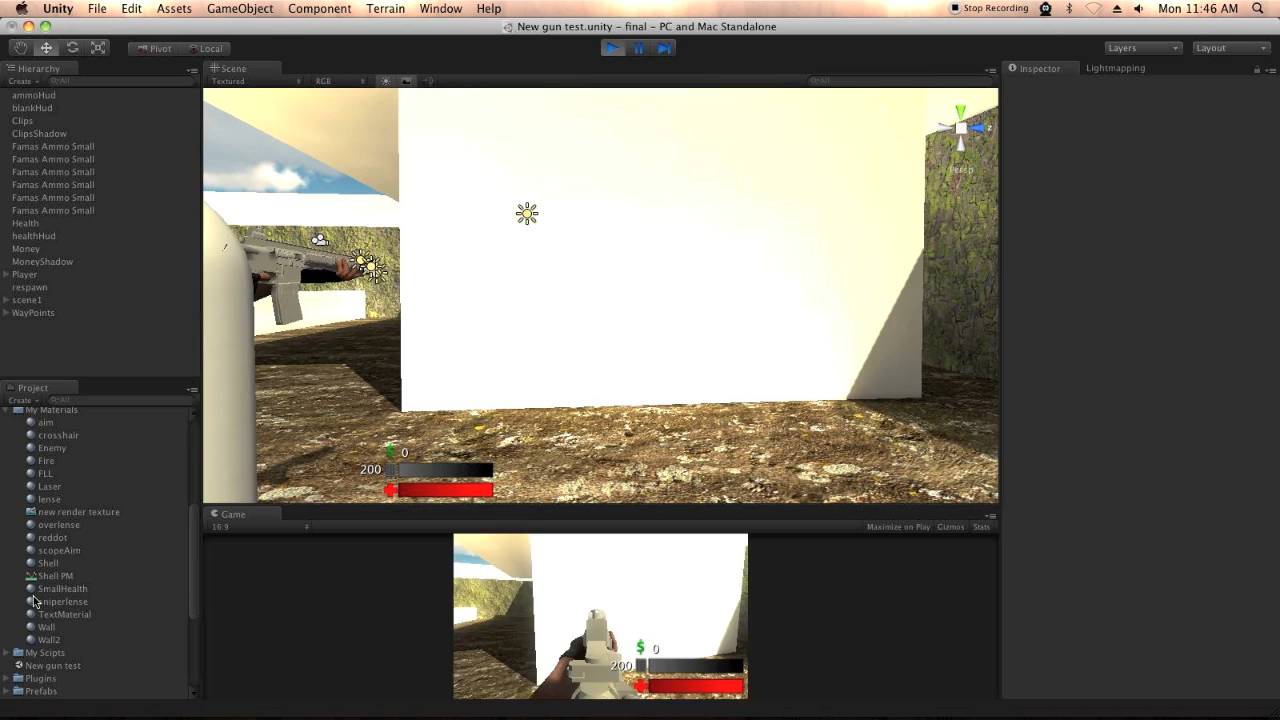 Unity File Edit Assets GameObject Component Terrain Window Help Stop Recording Mon 11:46 AM
New gun test.unity – final – PC and Mac Standalone
Pivot Local Layers Layout
Hierarchy
Create All
ammoHud
blankHud
Clips
ClipsShadow
Famas Ammo Small
Famas Ammo Small
Famas Ammo Small
Famas Ammo Small
Famas Ammo Small
Famas Ammo Small
Health
healthHud
Money
MoneyShadow
Player
respawn
scene1
WayPoints
Project
Create All
My Materials
aim
crosshair
Enemy
Fire
FLL
Laser
lense
new render texture
overlense
reddot
scopeAim
Shell
Shell PM
SmallHealth
sniperlense
TextMaterial
Wall
Wall2
My Scipts
New gun test
Plugins
Prefabs
Scene
Textured RGB All
z
Persp
$ 0
200
Game
16:9 Maximize on Play Gizmos Stats
$ 0
200
Inspector Lightmapping